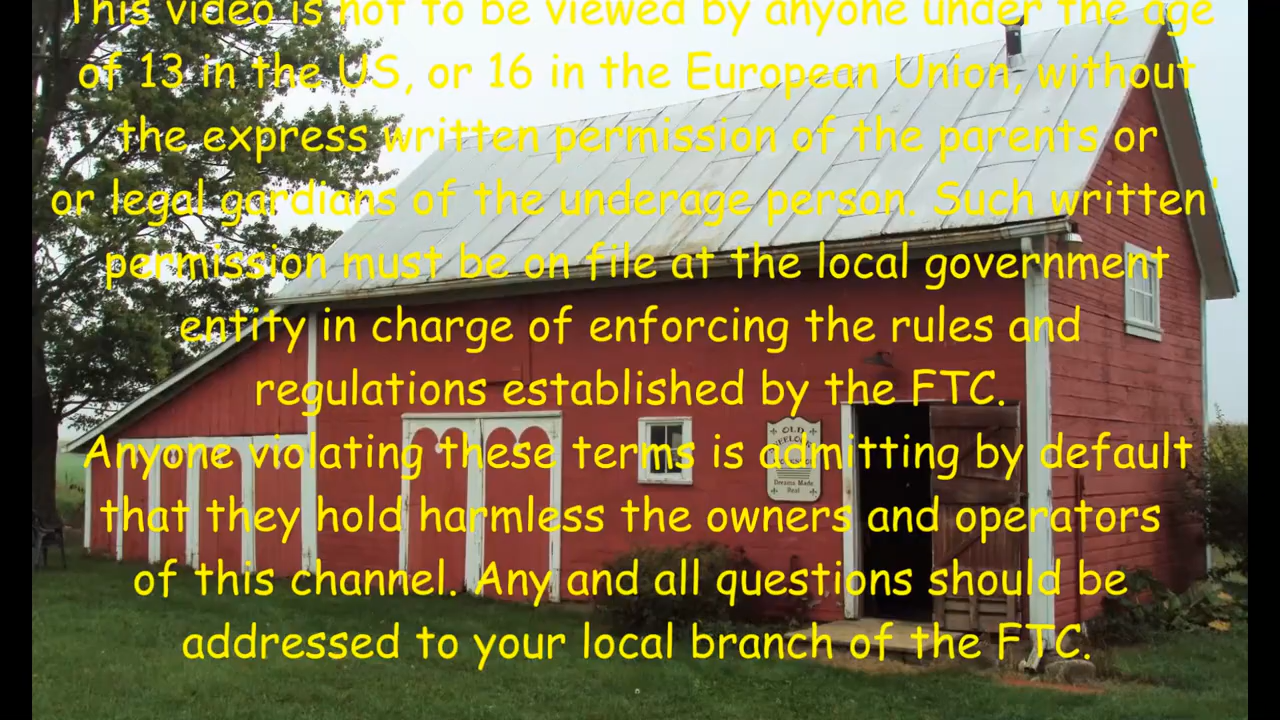 This video is not to be viewed by anyone under the age
of 13 in the US, or 16 in the European Union, without
the express written permission of the parents or
or legal gardians of the underage person. Such written'
permission must be on file at the local government
entity in charge of enforcing the rules and
regulations established by the FTC.
Anyone violating these terms is admitting by default
that they hold harmless the owners and operators
of this channel. Any and all questions should be
addressed to your local branch of the FTC.
OLD
Dreams Made
Real